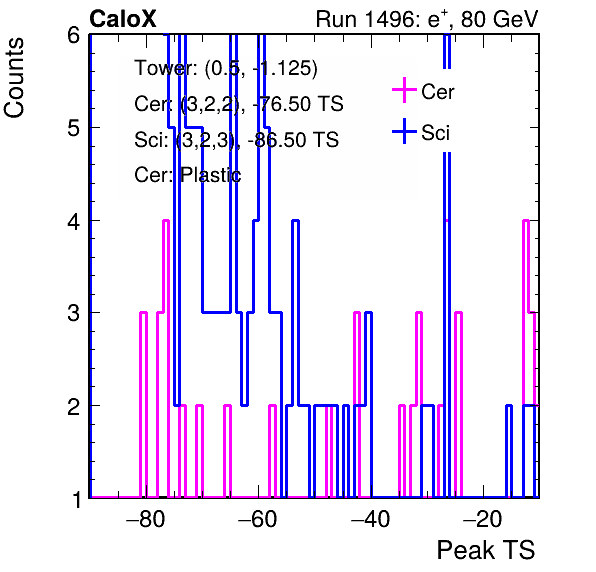 CaloX Run 1496: e+, 80 GeV
Counts
6
Tower: (0.5, -1.125)
Cer
Cer: (3,2,2), -76.50 TS
5
Sci
Sci: (3,2,3), -86.50 TS
Cer: Plastic
4
3
2
1
−80 −60 −40 −20
Peak TS